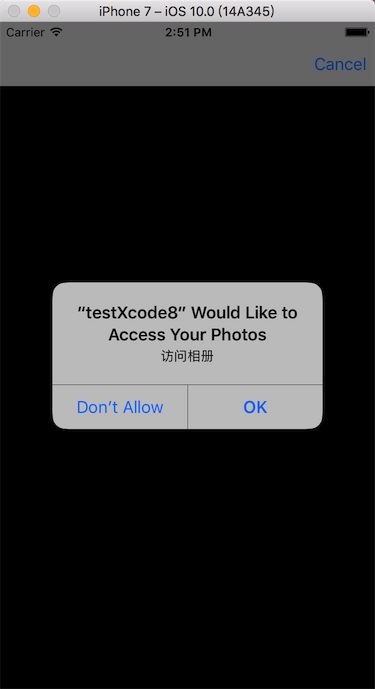 iPhone 7 – iOS 10.0 (14A345)
Carrier 2:51 PM
Cancel
“testXcode8” Would Like to
Access Your Photos
访问相册
Don’t Allow OK